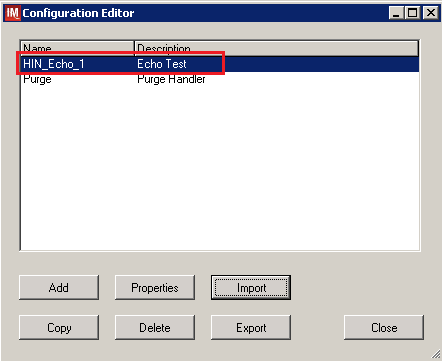 IM Configuration Editor
Name Description
HIN_Echo_1 Echo Test
Purge Purge Handler
Add Properties Import
Copy Delete Export Close